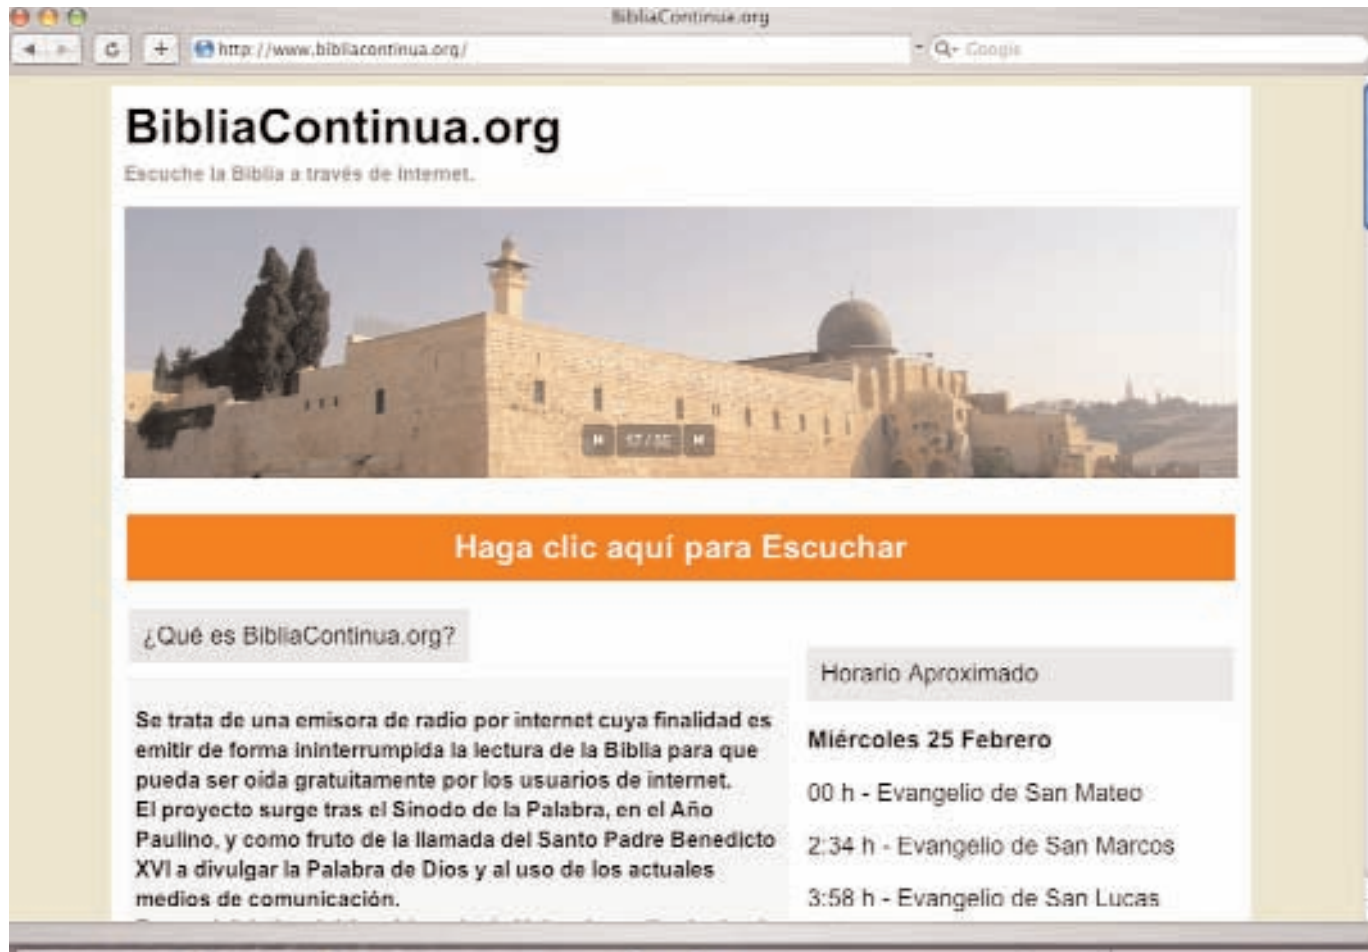 BibliaContinua.org
http://www.bibliacontinua.org/
Google
BibliaContinua.org
Escuche la Biblia a través de Internet.
Haga clic aquí para Escuchar
¿Qué es BibliaContinua.org?
Se trata de una emisora de radio por internet cuya finalidad es
emitir de forma ininterrumpida la lectura de la Biblia para que
pueda ser oída gratuitamente por los usuarios de internet.
El proyecto surge tras el Sínodo de la Palabra, en el Año
Paulino, y como fruto de la llamada del Santo Padre Benedicto
XVI a divulgar la Palabra de Dios y al uso de los actuales
medios de comunicación.
Horario Aproximado
Miércoles 25 Febrero
00 h - Evangelio de San Mateo
2:34 h - Evangelio de San Marcos
3:58 h - Evangelio de San Lucas